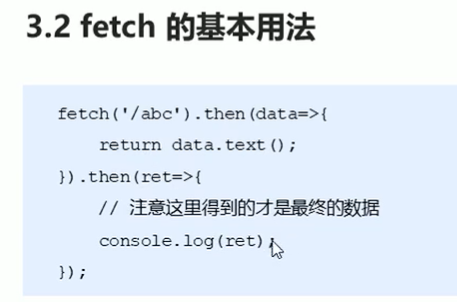 3.2 fetch 的基本用法
fetch('/abc').then(data=>{
return data.text();
}).then(ret=>{
// 注意这里得到的才是最终的数据
console.log(ret);
});